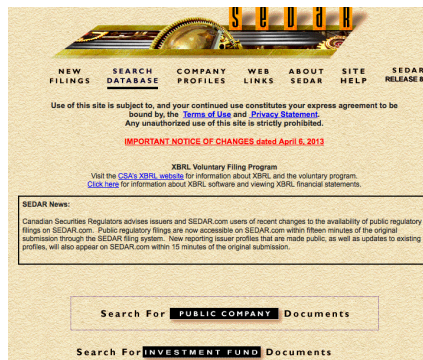 SEDAR
NEW SEARCH COMPANY WEB ABOUT SITE SEDAR
FILINGS DATABASE PROFILES LINKS SEDAR HELP RELEASE
Use of this site is subject to, and your continued use constitutes your express agreement to be
bound by, the Terms of Use and Privacy Statement.
Any unauthorized use of this site is strictly prohibited.
IMPORTANT NOTICE OF CHANGES dated April 6, 2013
XBRL Voluntary Filing Program
Visit the CSA's XBRL website for information about XBRL and the voluntary program.
Click here for information about XBRL software and viewing XBRL financial statements.
SEDAR News:
Canadian Securities Regulators advises issuers and SEDAR.com users of recent changes to the availability of public regulatory
filings on SEDAR.com. Public regulatory filings are now accessible on SEDAR.com within fifteen minutes of the original
submission through the SEDAR filing system. New reporting issuer profiles that are made public, as well as updates to existing
profiles, will also appear on SEDAR.com within 15 minutes of the original submission.
Search For PUBLIC COMPANY Documents
Search For INVESTMENT FUND Documents